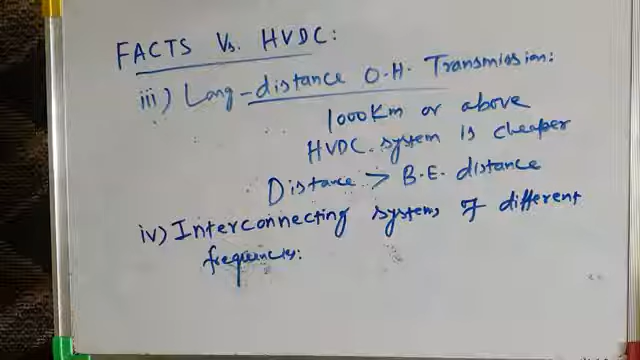 FACTS Vs. HVDC:
iii) Long-distance O.H. Transmission:
1000Km or above
HVDC system is cheaper
Distance > B.E. distance
iv) Interconnecting systems of different
frequencies: